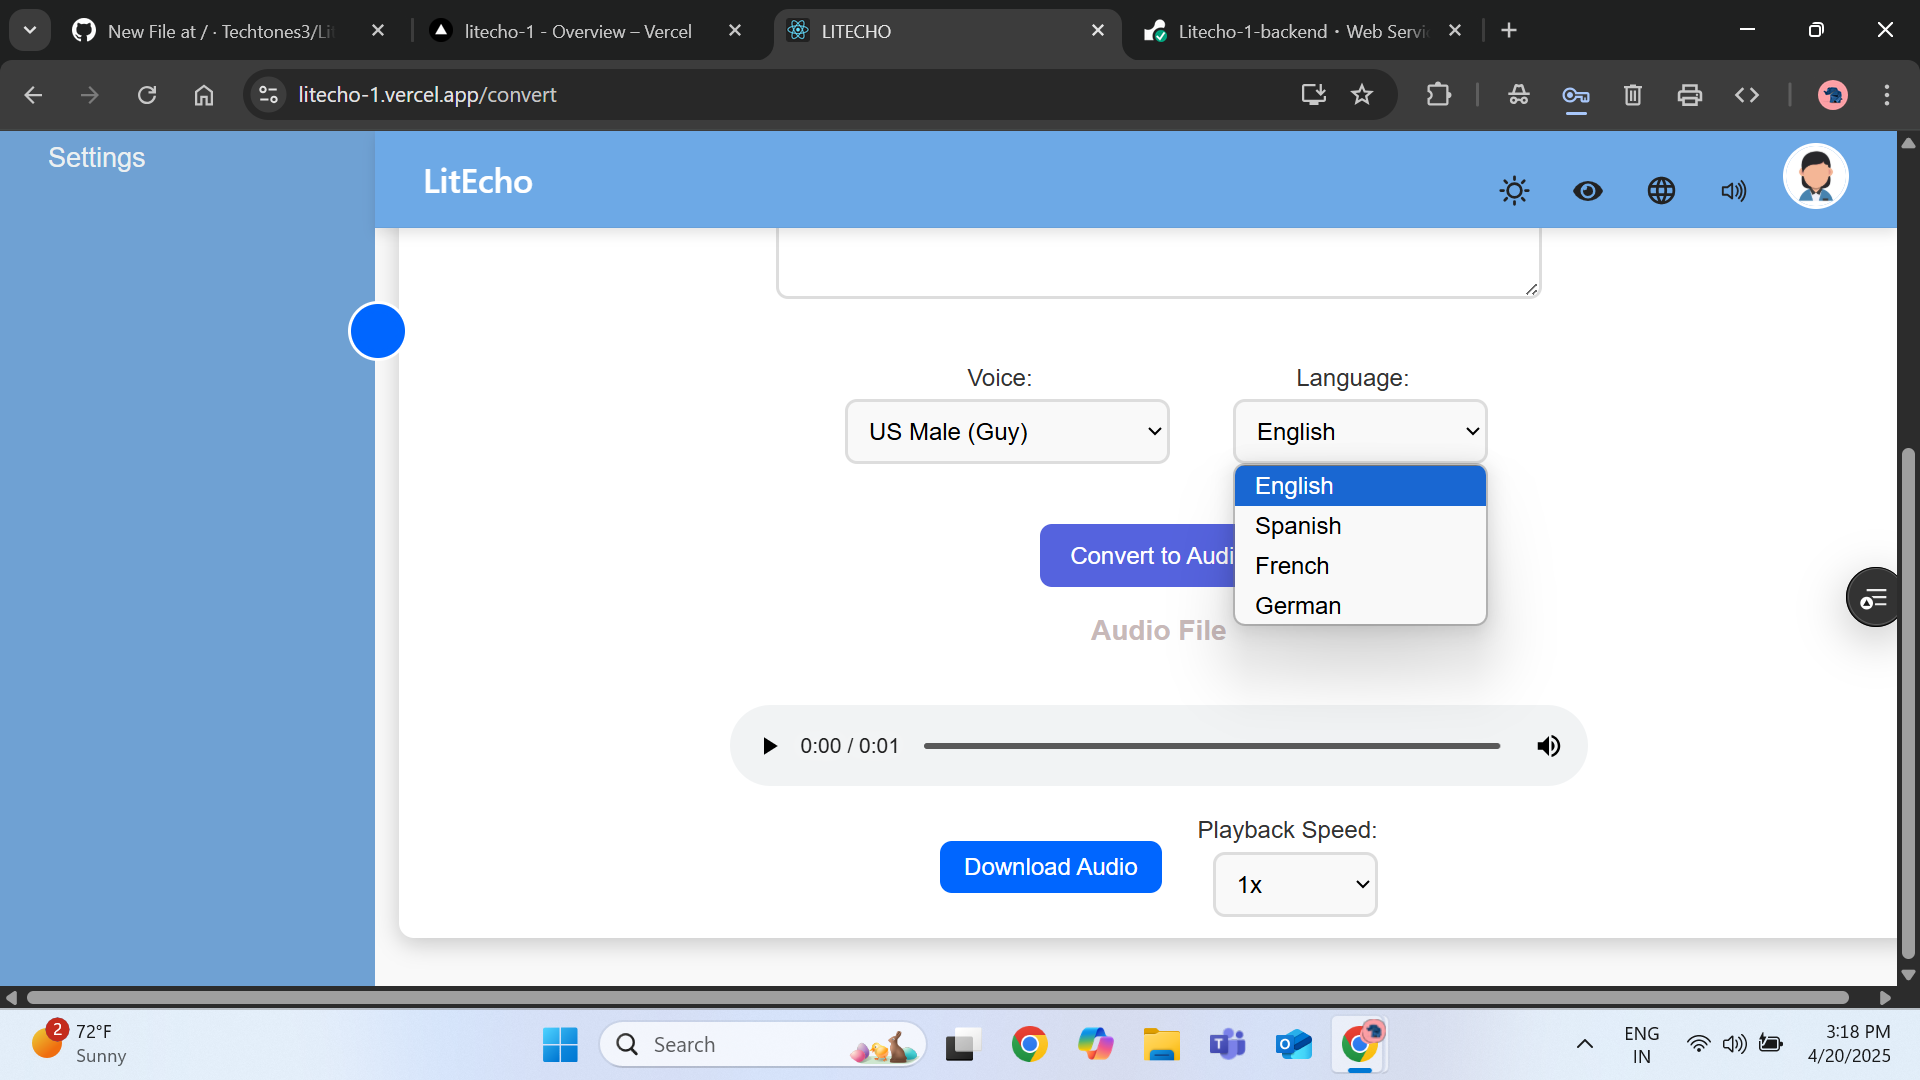 New File at / · Techtones3/Lit
litecho-1 - Overview – Vercel
LITECHO
Litecho-1-backend · Web Servi
litecho-1.vercel.app/convert
Settings
LitEcho
Voice:
Language:
US Male (Guy)
English
English
Spanish
French
German
Convert to Audi
Audio File
0:00 / 0:01
Playback Speed:
Download Audio
1x
2
72°F
Sunny
Search
ENG
IN
3:18 PM
4/20/2025